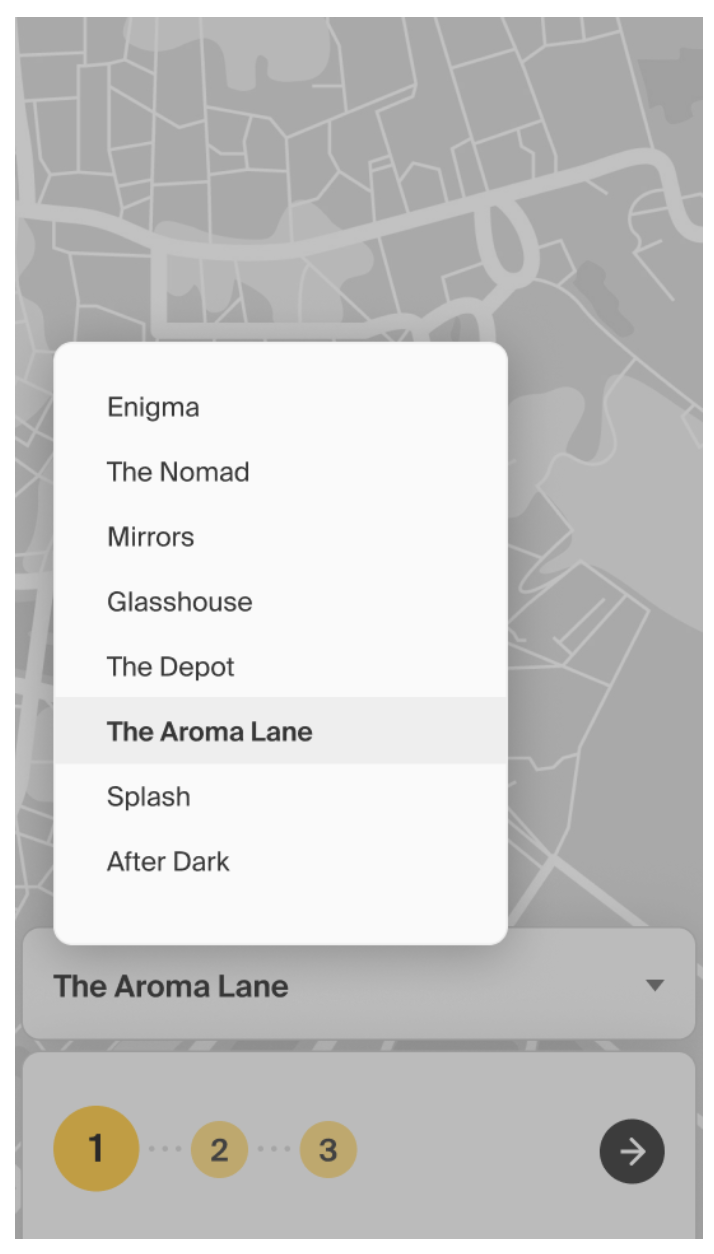 Enigma
The Nomad
Mirrors
Glasshouse
The Depot
The Aroma Lane
Splash
After Dark
The Aroma Lane
1 ... 2 ... 3